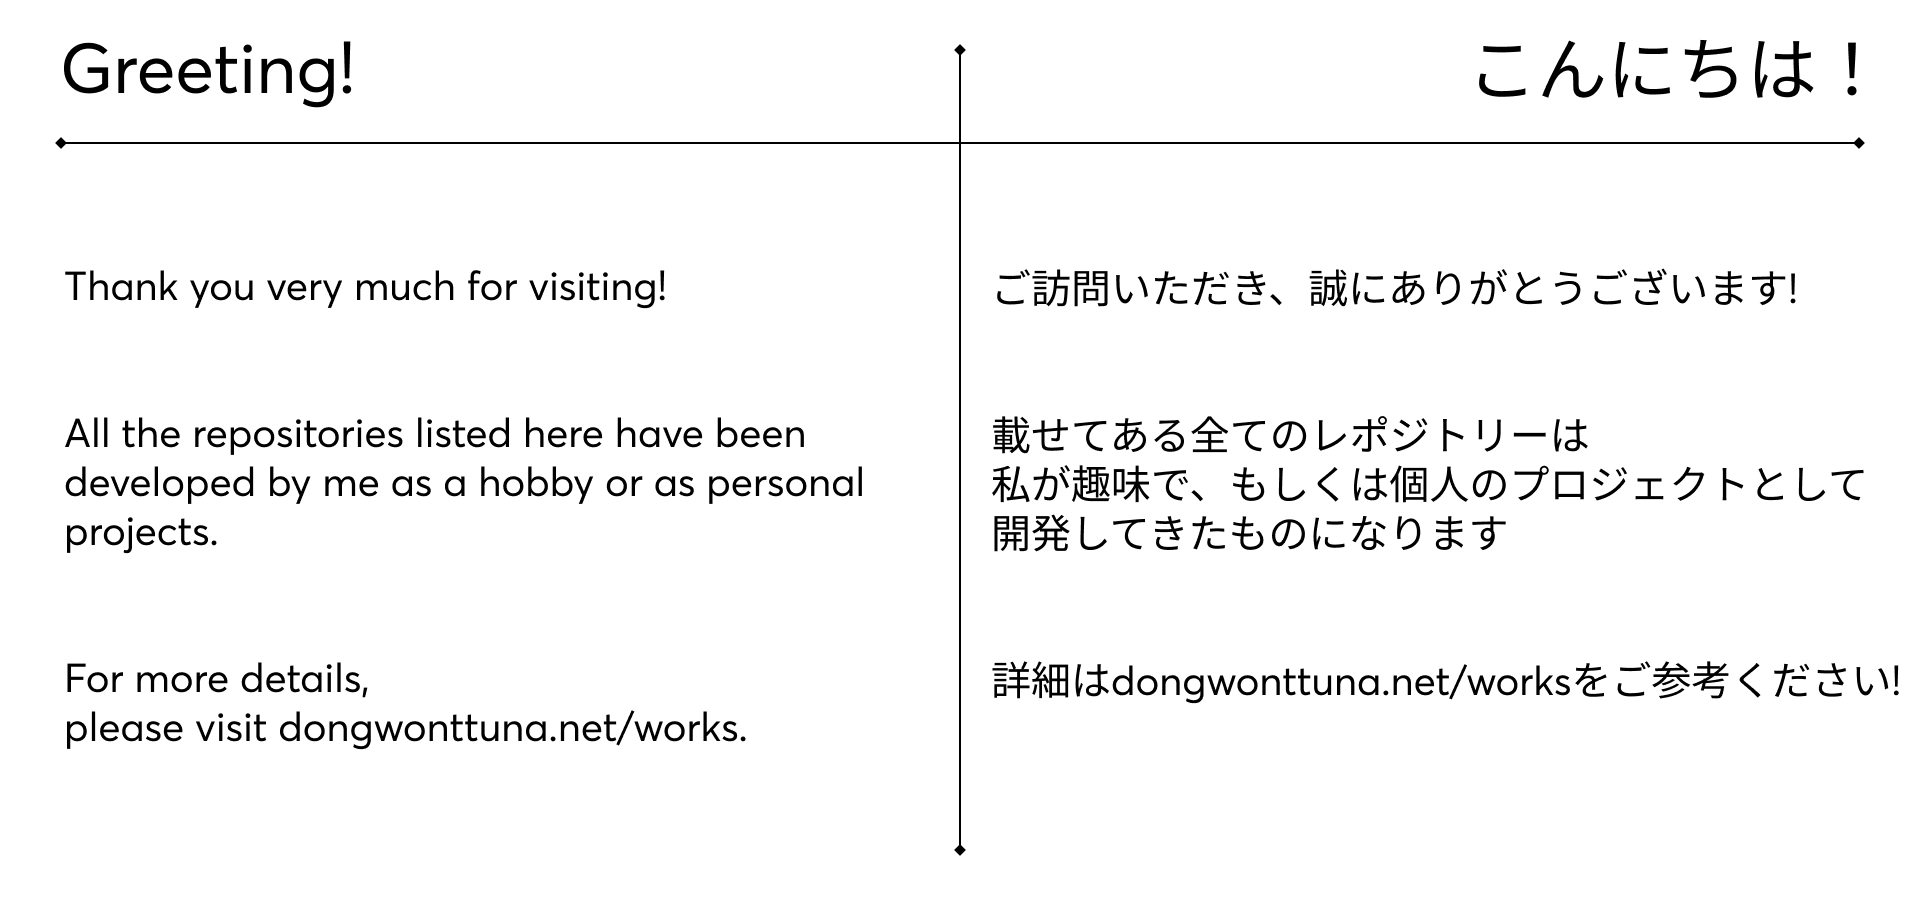 Greeting!
こんにちは！
Thank you very much for visiting!
All the repositories listed here have been
developed by me as a hobby or as personal
projects.
For more details,
please visit dongwonttuna.net/works.
ご訪問いただき、誠にありがとうございます!
載せてある全てのレポジトリーは
私が趣味で、もしくは個人のプロジェクトとして
開発してきたものになります
詳細はdongwonttuna.net/worksをご参考ください!